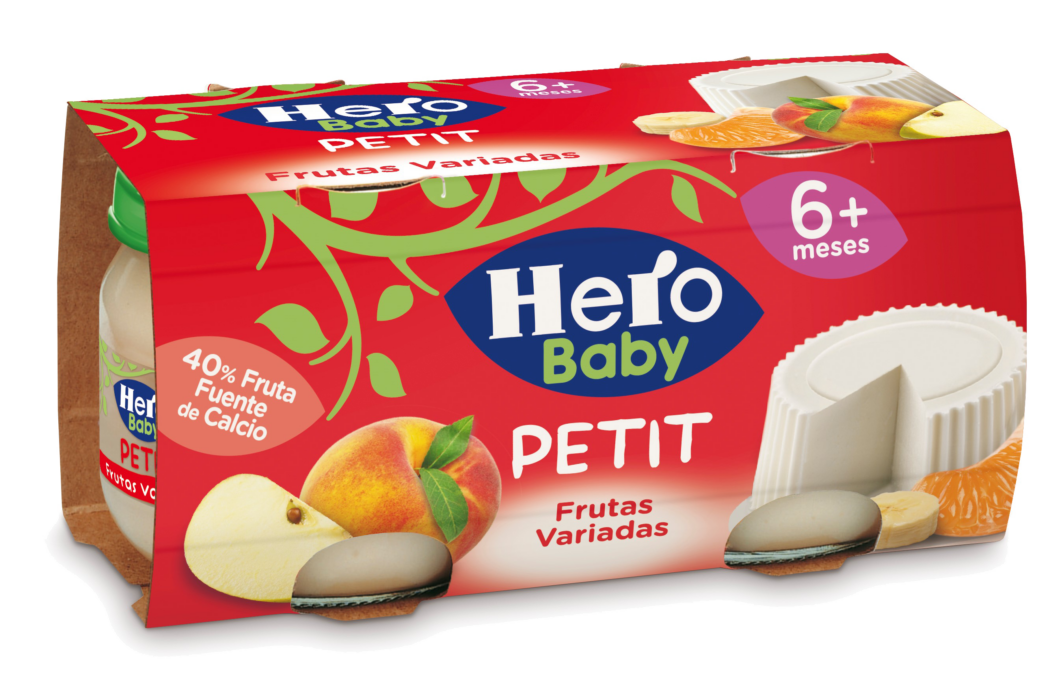 Hero
Baby
PETIT
Frutas Variadas
6+
meses
6+
meses
Hero
Baby
PETIT
Frutas
Variadas
40% Fruta
Fuente
de Calcio
Hero
Baby
PET
Frutas